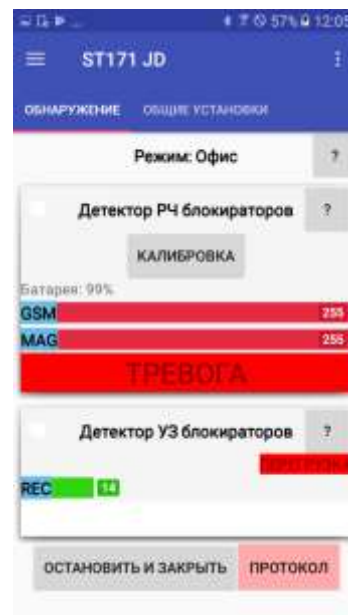 57% 12:05
ST171 JD
ОБНАРУЖЕНИЕ ОБЩИЕ УСТАНОВКИ
Режим: Офис ?
Детектор РЧ блокираторов ?
КАЛИБРОВКА
Батарея: 99%
GSM 255
MAG 255
ТРЕВОГА
Детектор УЗ блокираторов ?
REC 14
ОСТАНОВИТЬ И ЗАКРЫТЬ ПРОТОКОЛ